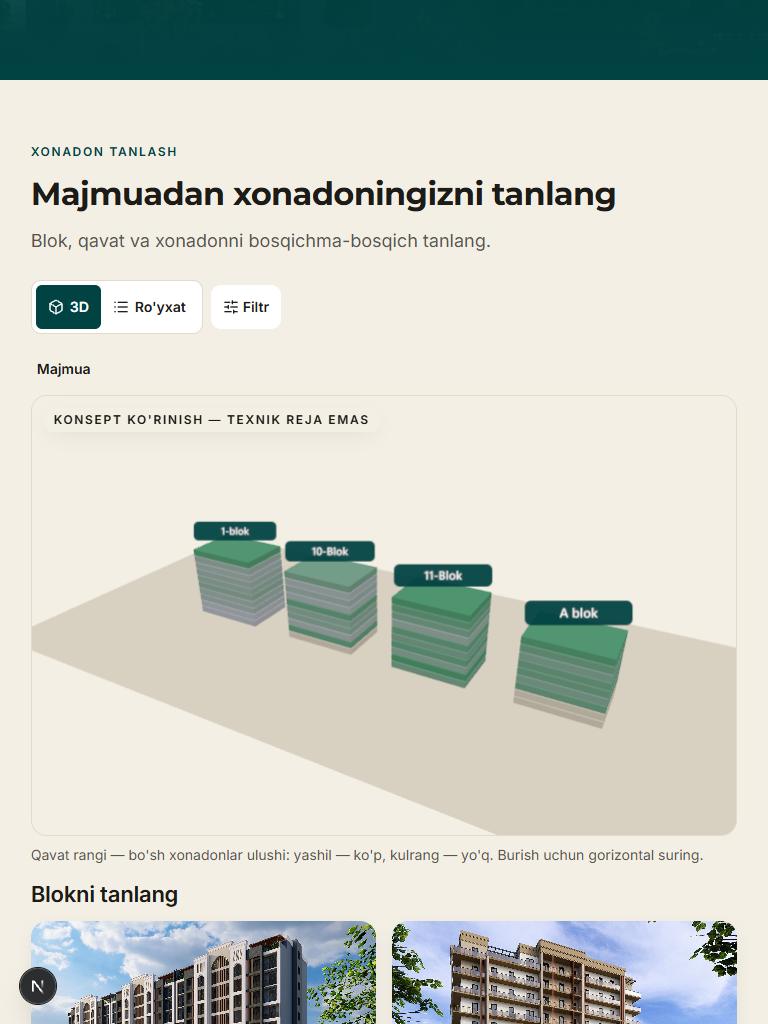 XONADON TANLASH
Majmuadan xonadoningizni tanlang
Blok, qavat va xonadonni bosqichma-bosqich tanlang.
3D Ro'yxat Filtr
Majmua
KONSEPT KO'RINISH — TEXNIK REJA EMAS
1-blok
10-Blok
11-Blok
A blok
Qavat rangi — bo'sh xonadonlar ulushi: yashil — ko'p, kulrang — yo'q. Burish uchun gorizontal suring.
Blokni tanlang
N